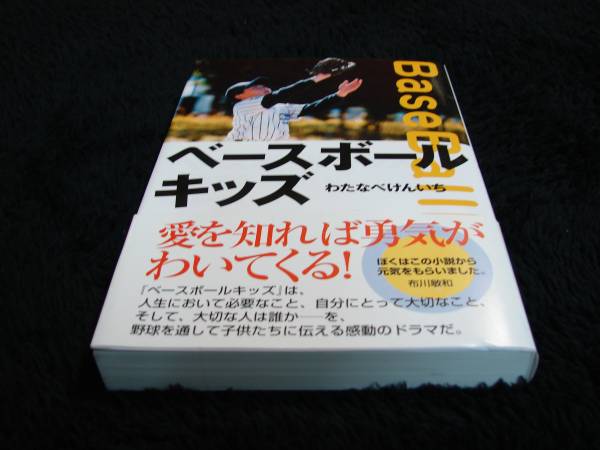 BaseBall
ベースボール
キッズ
わたなべけんいち
愛を知れば勇気が
わいてくる!
ぼくはこの小説から
元気をもらいました。
布川敏和
『ベースボールキッズ』は、
人生において必要なこと、自分にとって大切なこと、
そして、大切な人は誰か──を、
野球を通して子供たちに伝える感動のドラマだ。